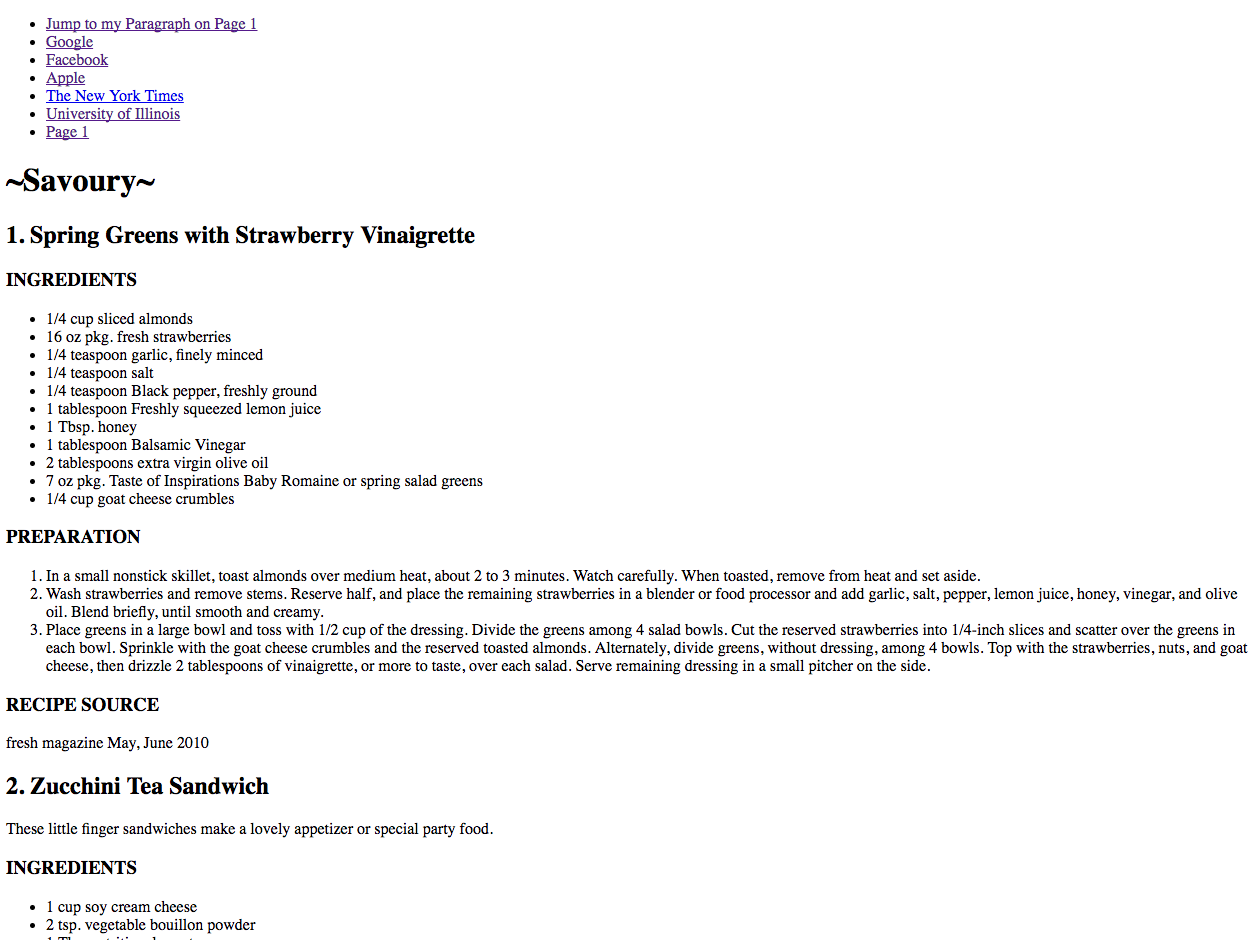 Jump to my Paragraph on Page 1
Google
Facebook
Apple
The New York Times
University of Illinois
Page 1
~Savoury~
1. Spring Greens with Strawberry Vinaigrette
INGREDIENTS
1/4 cup sliced almonds
16 oz pkg. fresh strawberries
1/4 teaspoon garlic, finely minced
1/4 teaspoon salt
1/4 teaspoon Black pepper, freshly ground
1 tablespoon Freshly squeezed lemon juice
1 Tbsp. honey
1 tablespoon Balsamic Vinegar
2 tablespoons extra virgin olive oil
7 oz pkg. Taste of Inspirations Baby Romaine or spring salad greens
1/4 cup goat cheese crumbles
PREPARATION
1. In a small nonstick skillet, toast almonds over medium heat, about 2 to 3 minutes. Watch carefully. When toasted, remove from heat and set aside.
2. Wash strawberries and remove stems. Reserve half, and place the remaining strawberries in a blender or food processor and add garlic, salt, pepper, lemon juice, honey, vinegar, and olive
oil. Blend briefly, until smooth and creamy.
3. Place greens in a large bowl and toss with 1/2 cup of the dressing. Divide the greens among 4 salad bowls. Cut the reserved strawberries into 1/4-inch slices and scatter over the greens in
each bowl. Sprinkle with the goat cheese crumbles and the reserved toasted almonds. Alternately, divide greens, without dressing, among 4 bowls. Top with the strawberries, nuts, and goat
cheese, then drizzle 2 tablespoons of vinaigrette, or more to taste, over each salad. Serve remaining dressing in a small pitcher on the side.
RECIPE SOURCE
fresh magazine May, June 2010
2. Zucchini Tea Sandwich
These little finger sandwiches make a lovely appetizer or special party food.
INGREDIENTS
1 cup soy cream cheese
2 tsp. vegetable bouillon powder